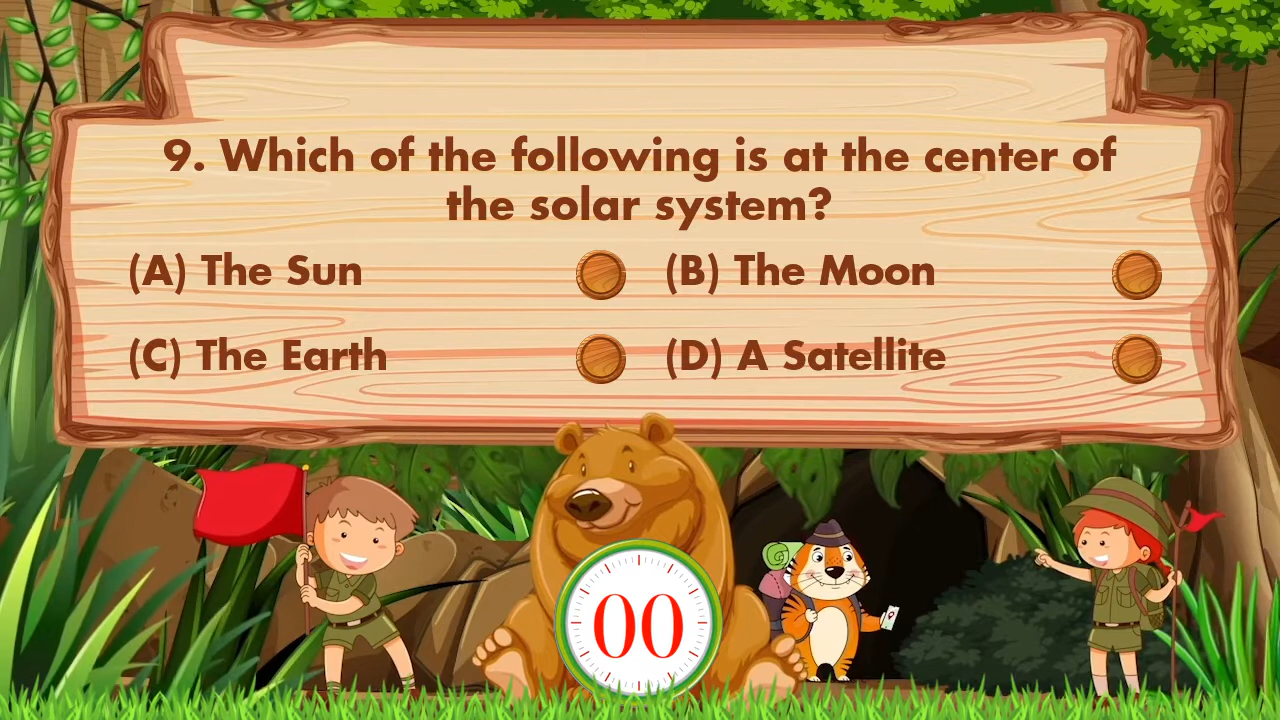 9. Which of the following is at the center of
the solar system?
(A) The Sun
(B) The Moon
(C) The Earth
(D) A Satellite
00